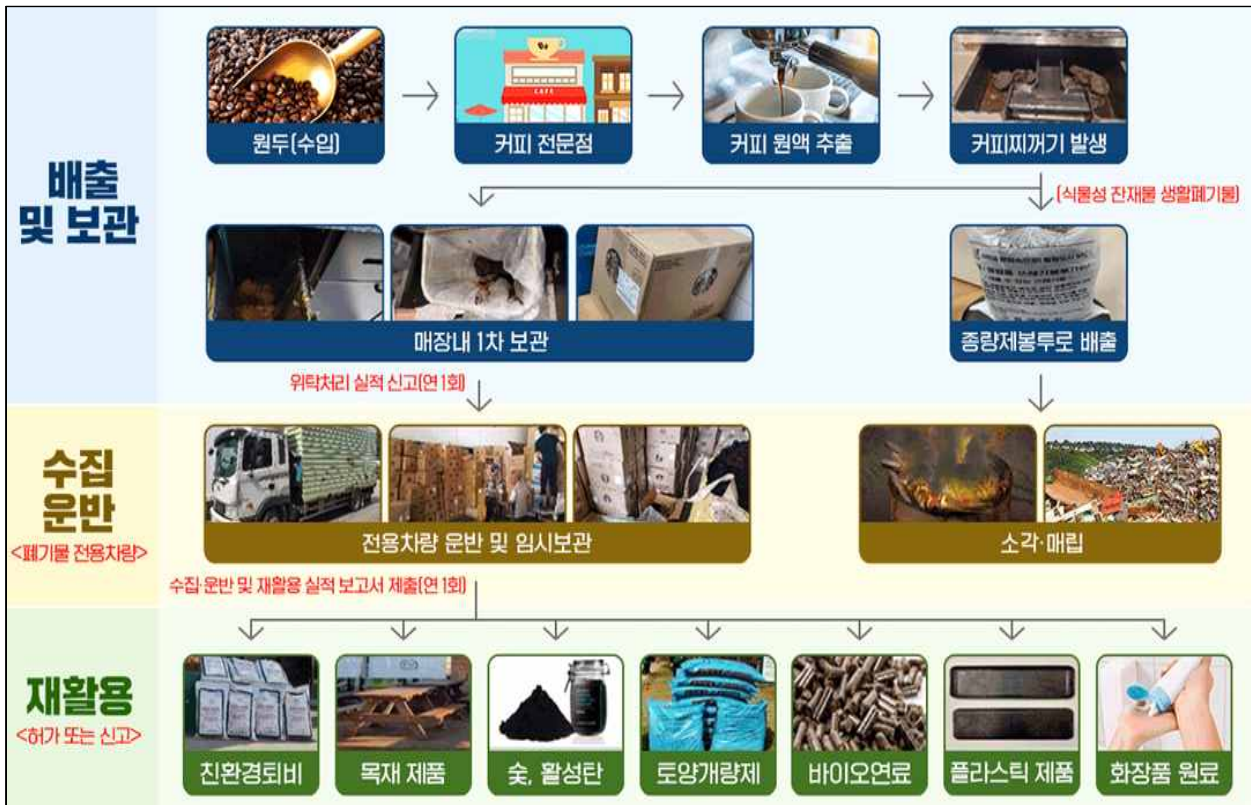 배출
및 보관
원두(수입)
커피 전문점
커피 원액 추출
커피찌꺼기 발생
CAFE
(식물성 잔재물 생활폐기물)
매장내 1차 보관
종량제봉투로 배출
위탁처리 실적 신고(연 1회)
수집
운반
<폐기물 전용차량>
전용차량 운반 및 임시보관
소각·매립
수집·운반 및 재활용 실적 보고서 제출(연 1회)
재활용
<허가 또는 신고>
친환경퇴비
목재 제품
숯, 활성탄
토양개량제
바이오연료
플라스틱 제품
화장품 원료